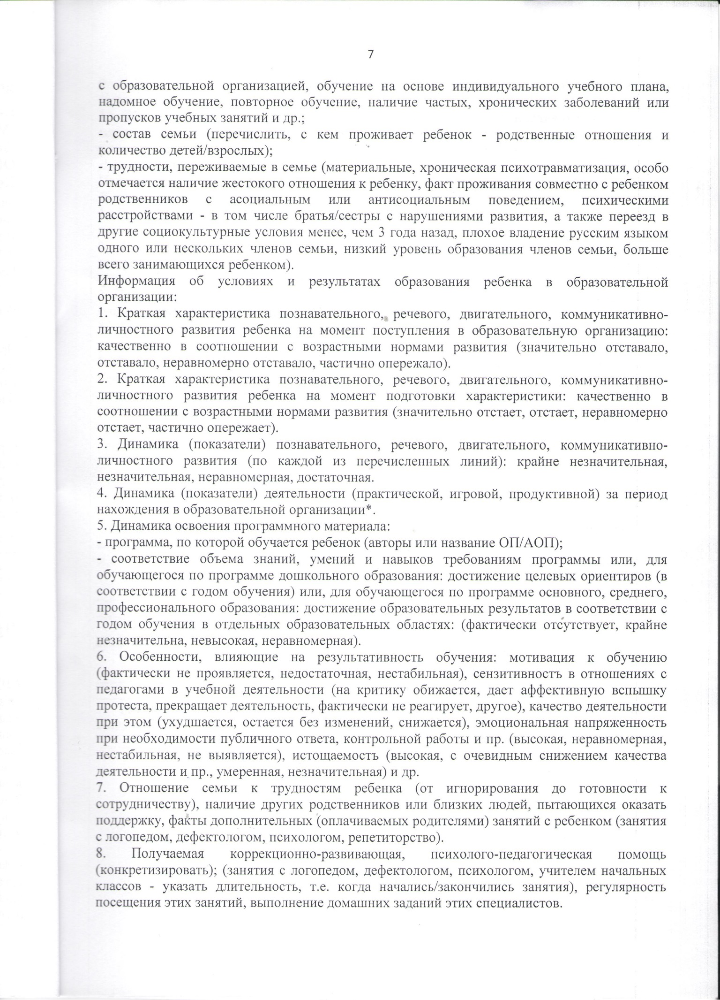 7
с образовательной организацией, обучение на основе индивидуального учебного плана,
надомное обучение, повторное обучение, наличие частых, хронических заболеваний или
пропусков учебных занятий и др.;
- состав семьи (перечислить, с кем проживает ребенок - родственные отношения и
количество детей/взрослых);
- трудности, переживаемые в семье (материальные, хроническая психотравматизация, особо
отмечается наличие жестокого отношения к ребенку, факт проживания совместно с ребенком
родственников с асоциальным или антисоциальным поведением, психическими
расстройствами - в том числе братья/сестры с нарушениями развития, а также переезд в
другие социокультурные условия менее, чем 3 года назад, плохое владение русским языком
одного или нескольких членов семьи, низкий уровень образования членов семьи, больше
всего занимающихся ребенком).
Информация об условиях и результатах образования ребенка в образовательной
организации:
1. Краткая характеристика познавательного, речевого, двигательного, коммуникативно-
личностного развития ребенка на момент поступления в образовательную организацию:
качественно в соотношении с возрастными нормами развития (значительно отставало,
отставало, неравномерно отставало, частично опережало).
2. Краткая характеристика познавательного, речевого, двигательного, коммуникативно-
личностного развития ребенка на момент подготовки характеристики: качественно в
соотношении с возрастными нормами развития (значительно отстает, отстает, неравномерно
отстает, частично опережает).
3. Динамика (показатели) познавательного, речевого, двигательного, коммуникативно-
личностного развития (по каждой из перечисленных линий): крайне незначительная,
незначительная, неравномерная, достаточная.
4. Динамика (показатели) деятельности (практической, игровой, продуктивной) за период
нахождения в образовательной организации*.
5. Динамика освоения программного материала:
- программа, по которой обучается ребенок (авторы или название ОП/АОП);
- соответствие объема знаний, умений и навыков требованиям программы или, для
обучающегося по программе дошкольного образования: достижение целевых ориентиров (в
соответствии с годом обучения) или, для обучающегося по программе основного, среднего,
профессионального образования: достижение образовательных результатов в соответствии с
годом обучения в отдельных образовательных областях: (фактически отсутствует, крайне
незначительна, невысокая, неравномерная).
6. Особенности, влияющие на результативность обучения: мотивация к обучению
(фактически не проявляется, недостаточная, нестабильная), сензитивность в отношениях с
педагогами в учебной деятельности (на критику обижается, дает аффективную вспышку
протеста, прекращает деятельность, фактически не реагирует, другое), качество деятельности
при этом (ухудшается, остается без изменений, снижается), эмоциональная напряженность
при необходимости публичного ответа, контрольной работы и пр. (высокая, неравномерная,
нестабильная, не выявляется), истощаемость (высокая, с очевидным снижением качества
деятельности и пр., умеренная, незначительная) и др.
7. Отношение семьи к трудностям ребенка (от игнорирования до готовности к
сотрудничеству), наличие других родственников или близких людей, пытающихся оказать
поддержку, факты дополнительных (оплачиваемых родителями) занятий с ребенком (занятия
с логопедом, дефектологом, психологом, репетиторство).
8. Получаемая коррекционно-развивающая, психолого-педагогическая помощь
(конкретизировать); (занятия с логопедом, дефектологом, психологом, учителем начальных
классов - указать длительность, т.е. когда начались/закончились занятия), регулярность
посещения этих занятий, выполнение домашних заданий этих специалистов.